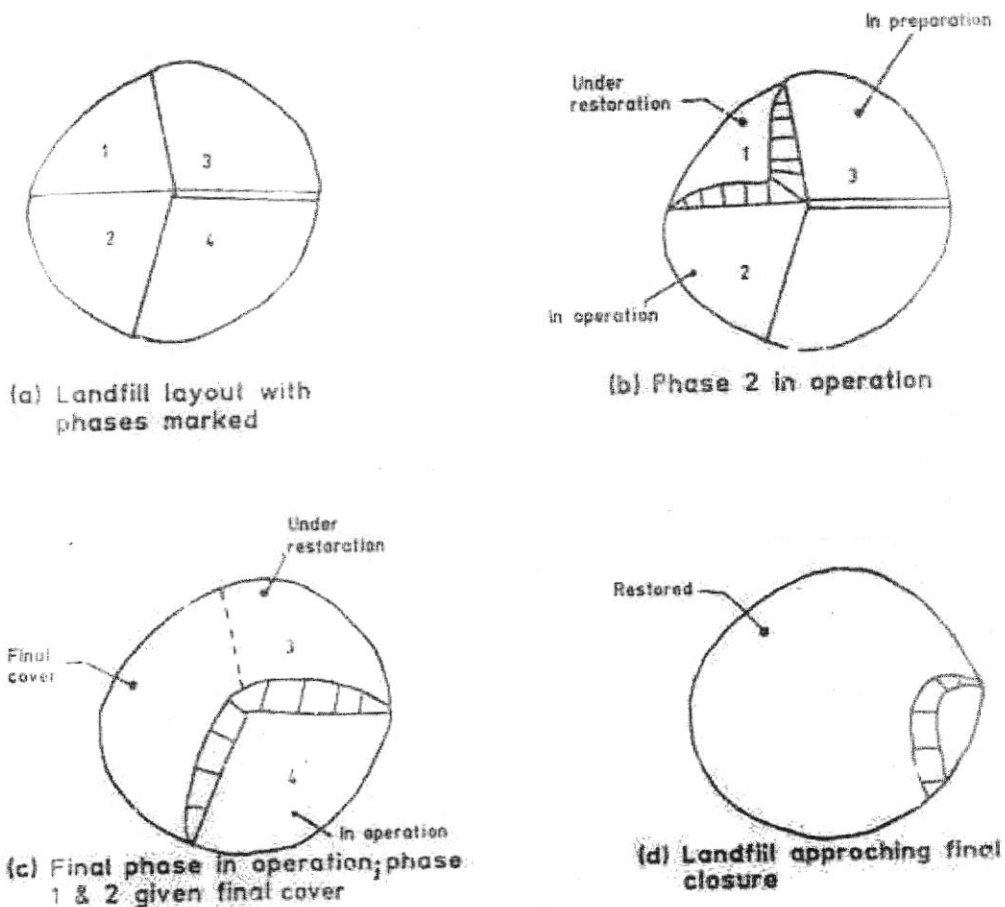 1
3
2
4
(a) Landfill layout with
phases marked
In preparation
Under
restoration
1
3
2
In operation
(b) Phase 2 in operation
Under
restoration
Final
cover
3
4
In operation
(c) Final phase in operation; phase
1 & 2 given final cover
Restored
(d) Landfill approching final
closure